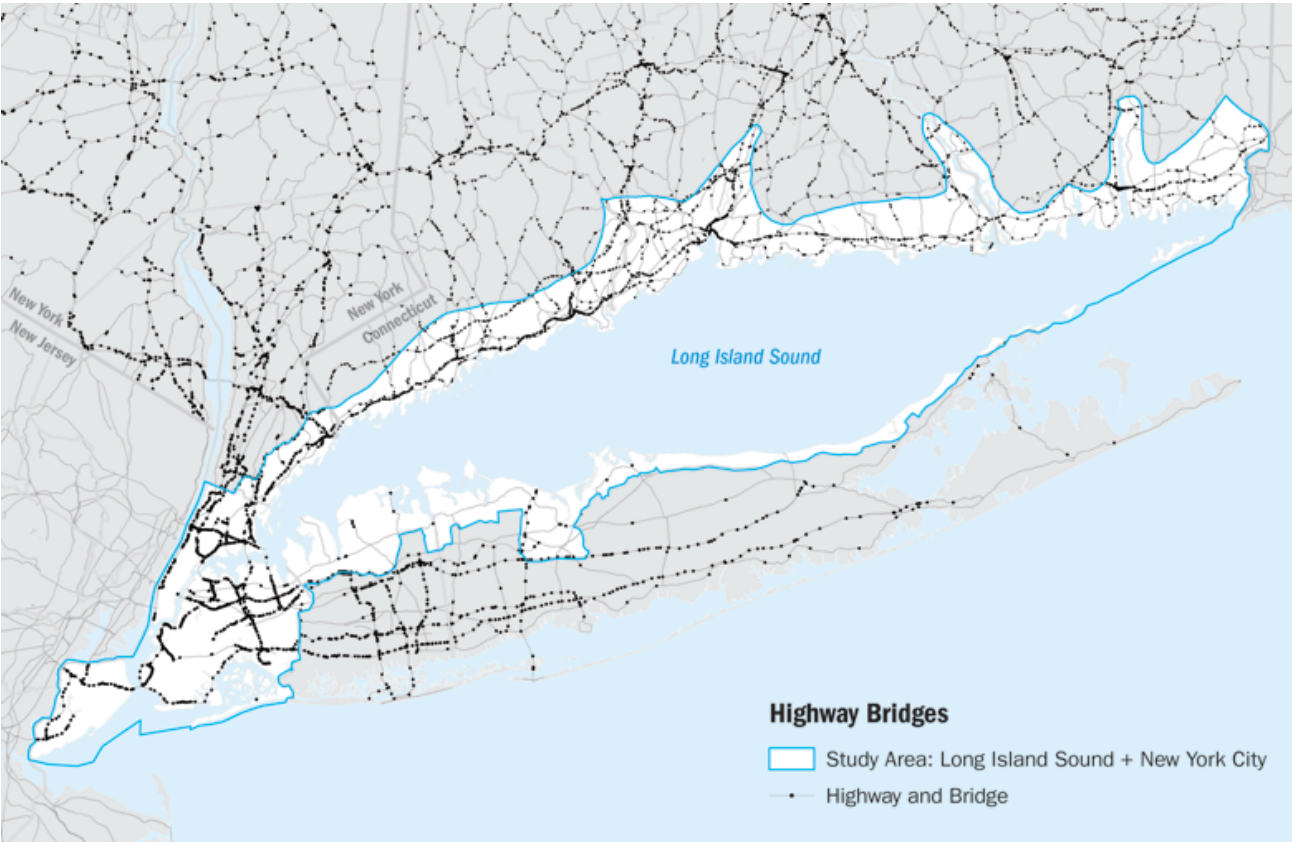 New York
New Jersey
New York
Connecticut
Long Island Sound
Highway Bridges
Study Area: Long Island Sound + New York City
Highway and Bridge